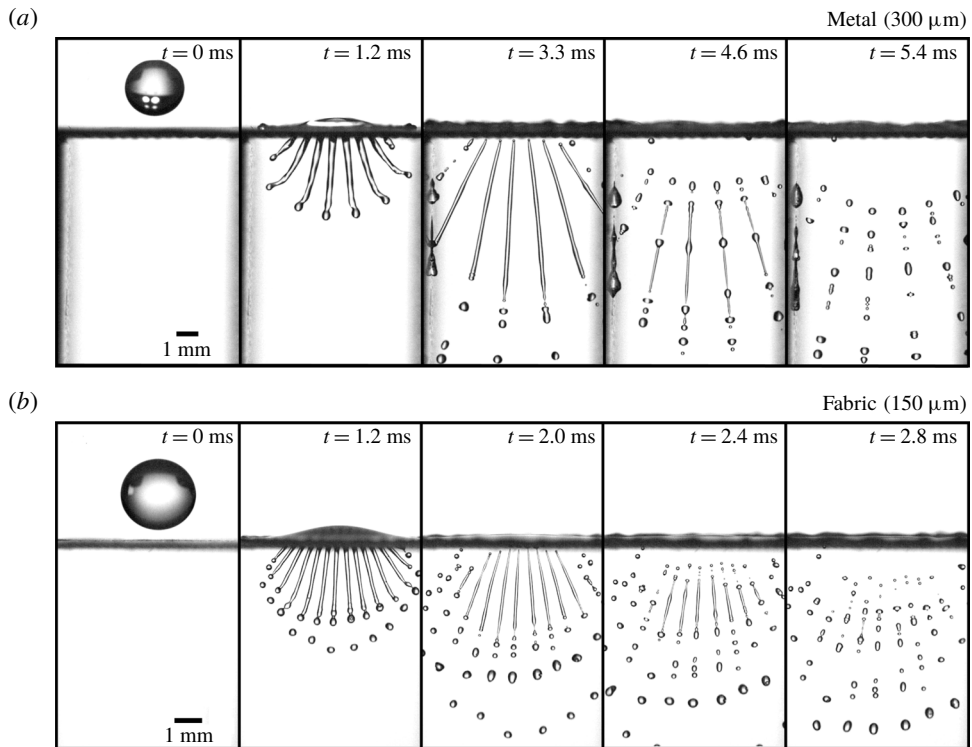 (a)
Metal (300 μm)
t = 0 ms
t = 1.2 ms
t = 3.3 ms
t = 4.6 ms
t = 5.4 ms
1 mm
(b)
Fabric (150 μm)
t = 0 ms
t = 1.2 ms
t = 2.0 ms
t = 2.4 ms
t = 2.8 ms
1 mm